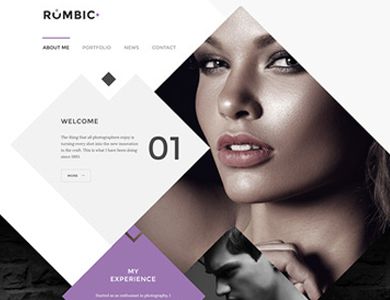 RUMBIC
ABOUT ME PORTFOLIO NEWS CONTACT
WELCOME
The thing that all photographers enjoy is
turning every shot into the new innovation
in the craft. This is what I have been doing
since 1995.
01
MORE
MY
EXPERIENCE
Started as an enthusiast in photography, I